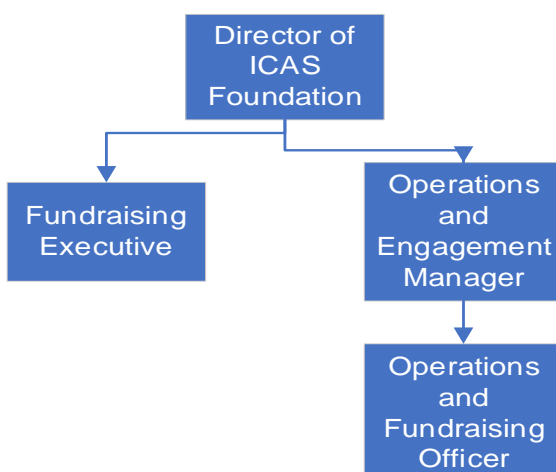 Director of
ICAS
Foundation
Fundraising
Executive
Operations
and
Engagement
Manager
Operations
and
Fundraising
Officer